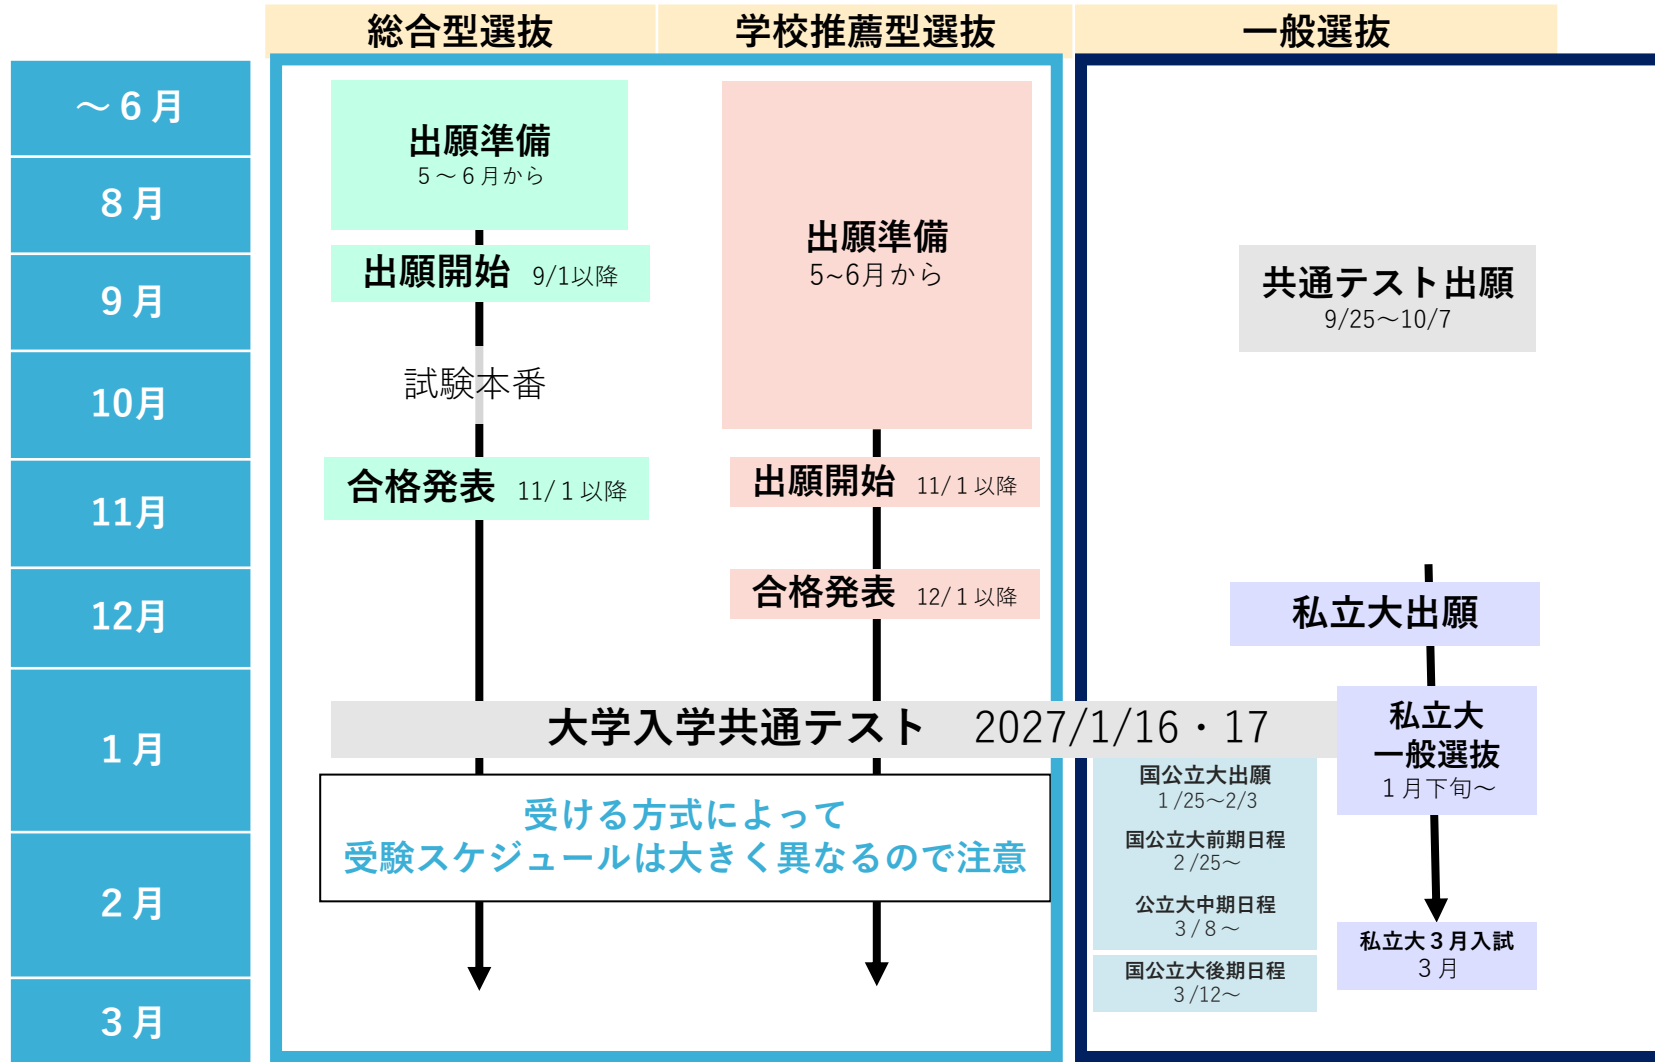 総合型選抜
学校推薦型選抜
一般選抜
～６月
８月
９月
10月
11月
12月
１月
２月
３月
出願準備
５～６月から
出願開始 9/1以降
試験本番
合格発表 11/１以降
出願準備
5~6月から
出願開始 11/１以降
合格発表 12/１以降
共通テスト出願
9/25～10/7
私立大出願
大学入学共通テスト 2027/1/16・17
私立大
一般選抜
１月下旬～
国公立大出願
１/25～2/3
国公立大前期日程
２/25～
公立大中期日程
３/８～
国公立大後期日程
３/12～
私立大３月入試
３月
受ける方式によって
受験スケジュールは大きく異なるので注意